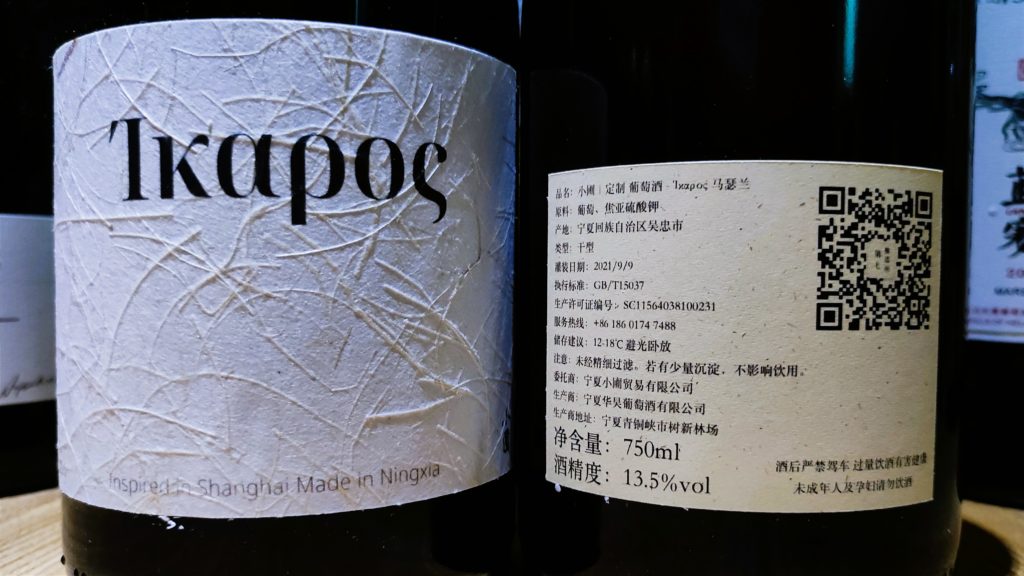 Ἴκαρος
Inspired in Shanghai Made in Ningxia
品名：小圃｜定制 葡萄酒 - Ἴκαρος 马瑟兰
原料：葡萄、焦亚硫酸钾
产地：宁夏回族自治区吴忠市
类型：干型
灌装日期：2021/9/9
执行标准：GB/T15037
生产许可证编号：SC11564038100231
服务热线：+86 186 0174 7488
储存建议：12-18℃ 避光卧放
注意：未经精细过滤。若有少量沉淀，不影响饮用。
委托商：宁夏小圃贸易有限公司
生产商：宁夏华昊葡萄酒有限公司
生产商地址：宁夏青铜峡市树新林场
净含量：750ml
酒精度：13.5%vol
酒后严禁驾车 过量饮酒有害健康
未成年人及孕妇请勿饮酒